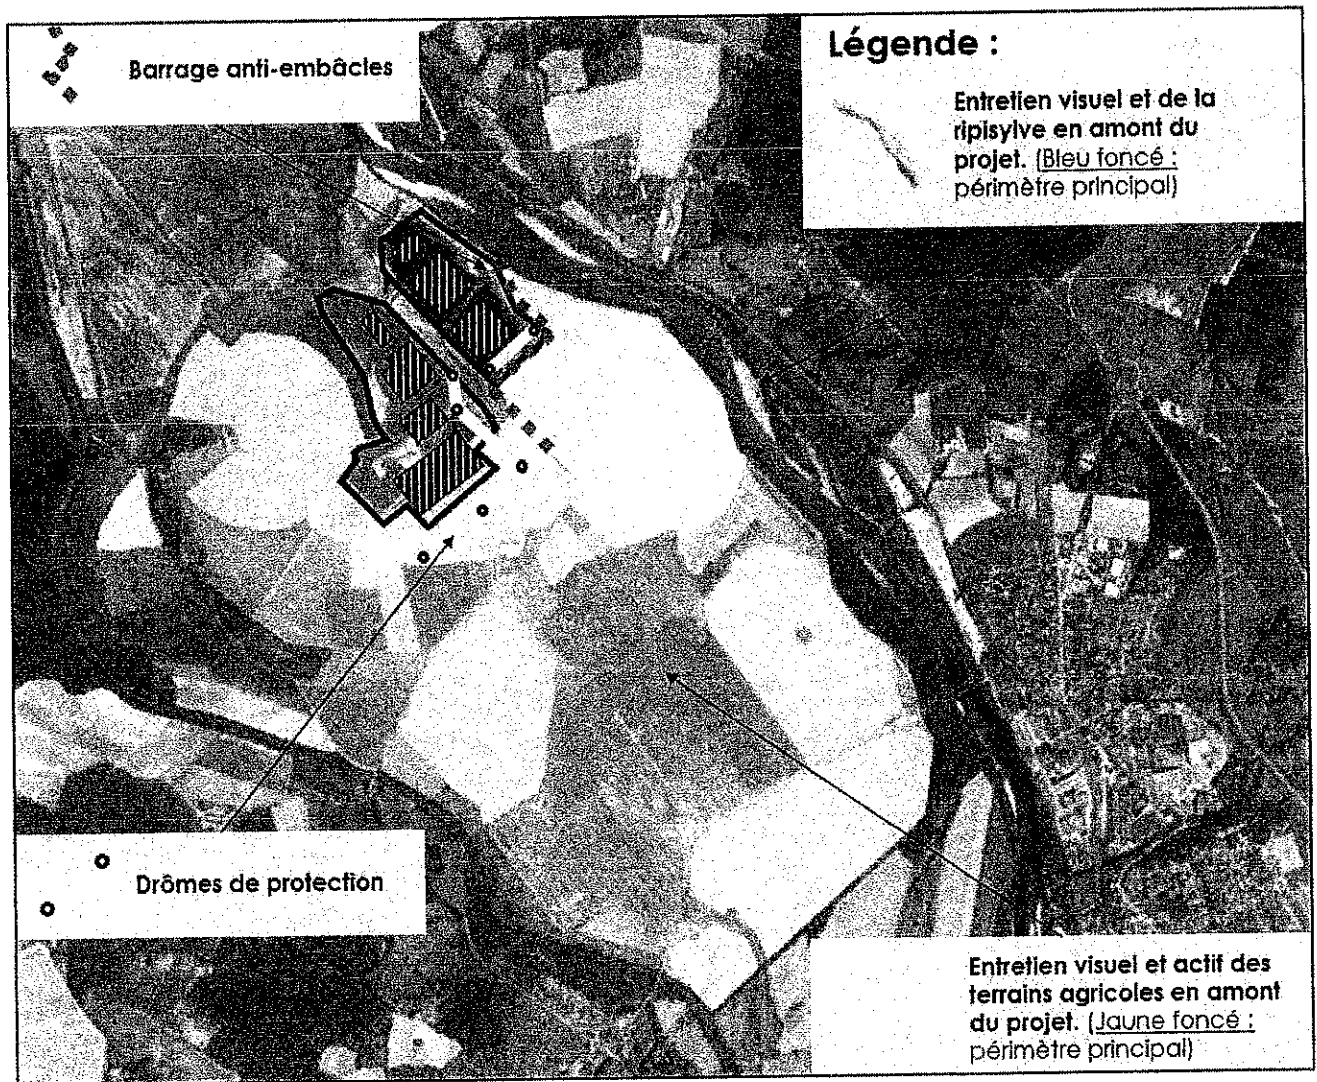 Barrage anti-embâcles
Légende :
Entretien visuel et de la
ripisylve en amont du
projet. (Bleu foncé :
périmètre principal)
Drômes de protection
Entretien visuel et actif des
terrains agricoles en amont
du projet. (Jaune foncé :
périmètre principal)